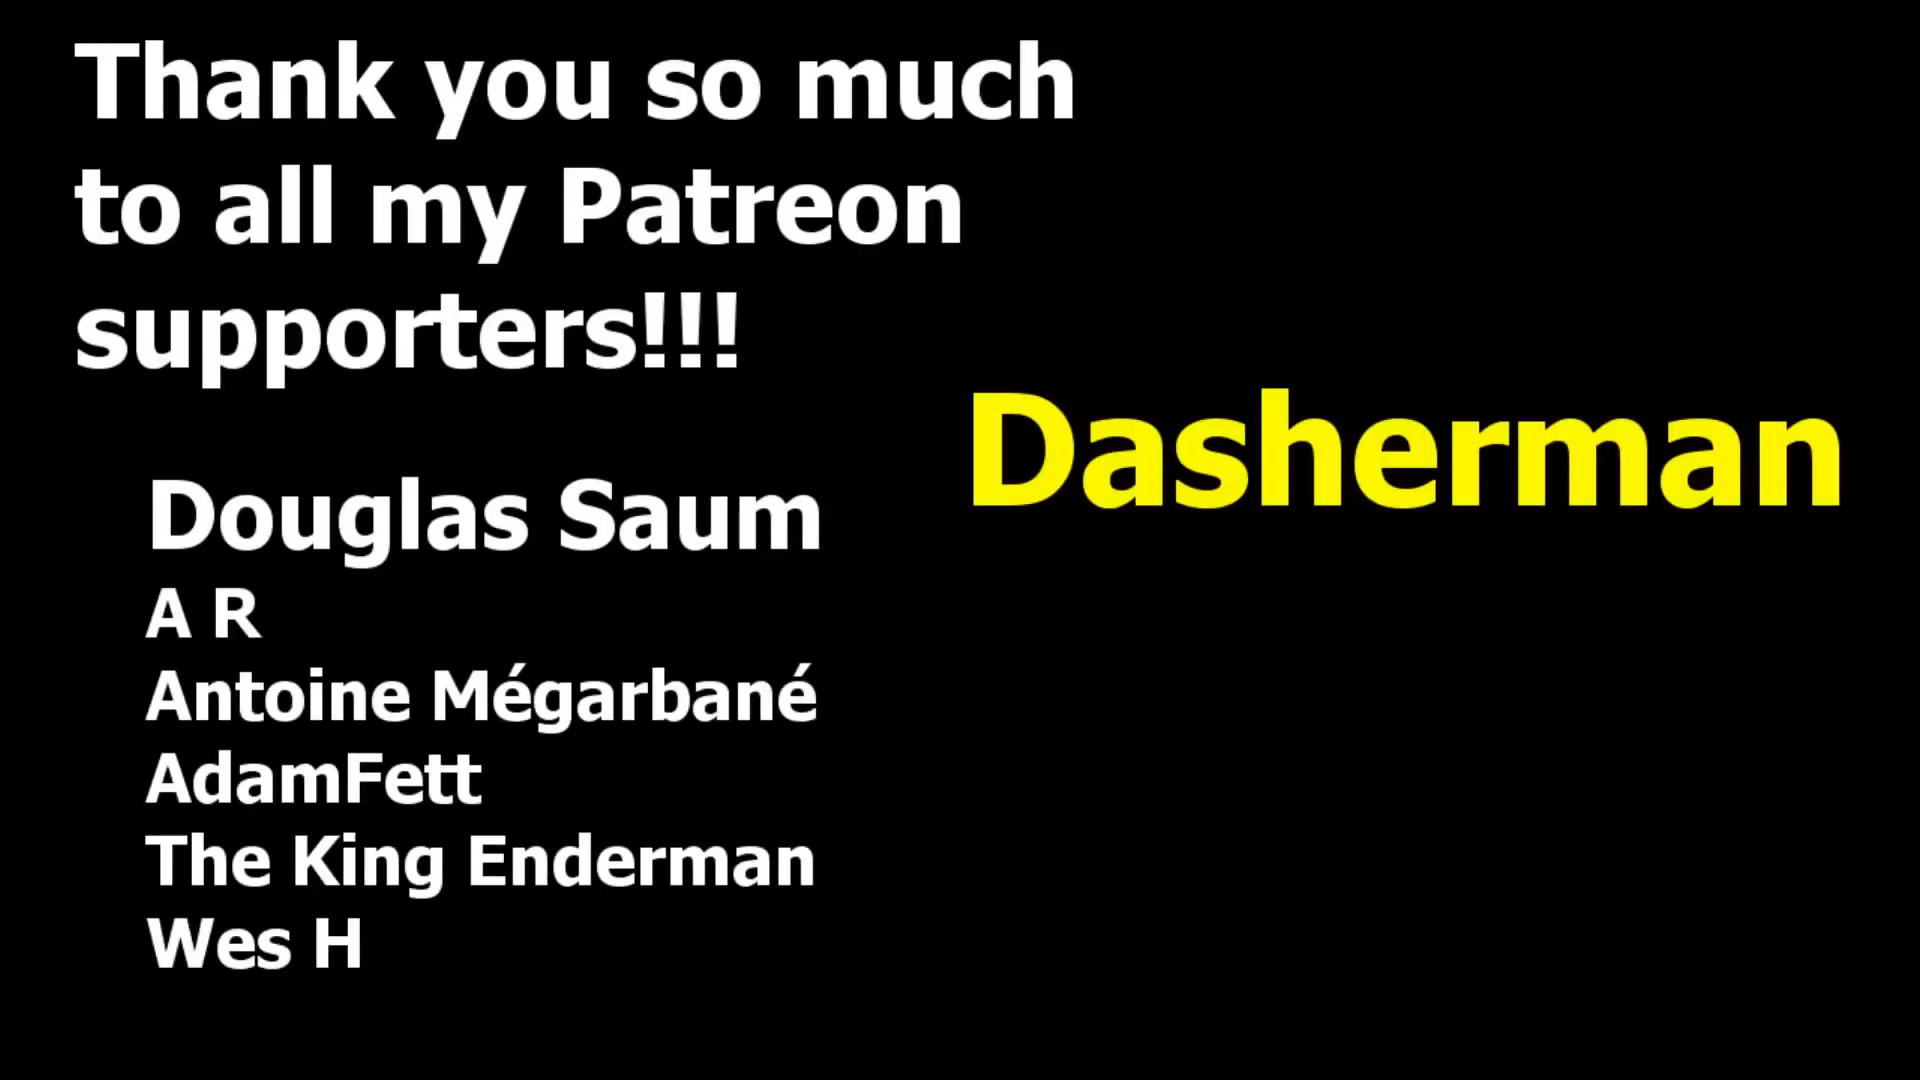 Thank you so much
to all my Patreon
supporters!!!
Dasherman
Douglas Saum
A R
Antoine Mégarbané
AdamFett
The King Enderman
Wes H